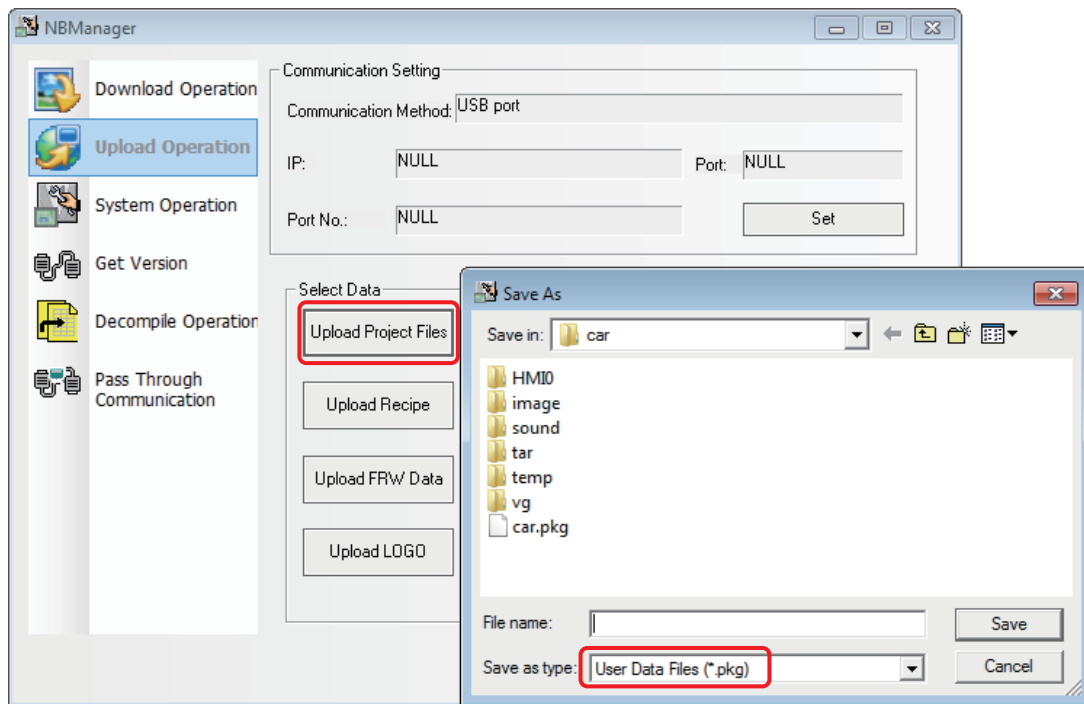 NBManager
Download Operation
Upload Operation
System Operation
Get Version
Decompile Operation
Pass Through
Communication
Communication Setting
Communication Method: USB port
IP: NULL Port: NULL
Port No.: NULL Set
Select Data
Upload Project Files
Upload Recipe
Upload FRW Data
Upload LOGO
Save As
Save in: car
HMI0
image
sound
tar
temp
vg
car.pkg
File name: Save
Save as type: User Data Files (*.pkg) Cancel